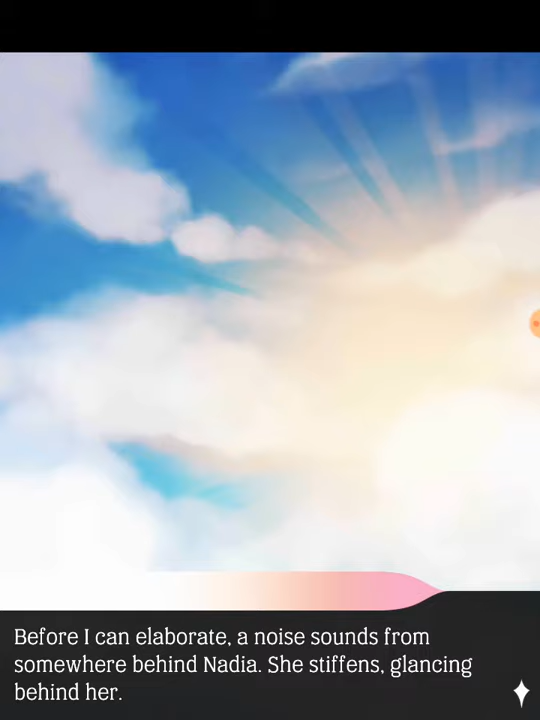 Before I can elaborate, a noise sounds from
somewhere behind Nadia. She stiffens, glancing
behind her.